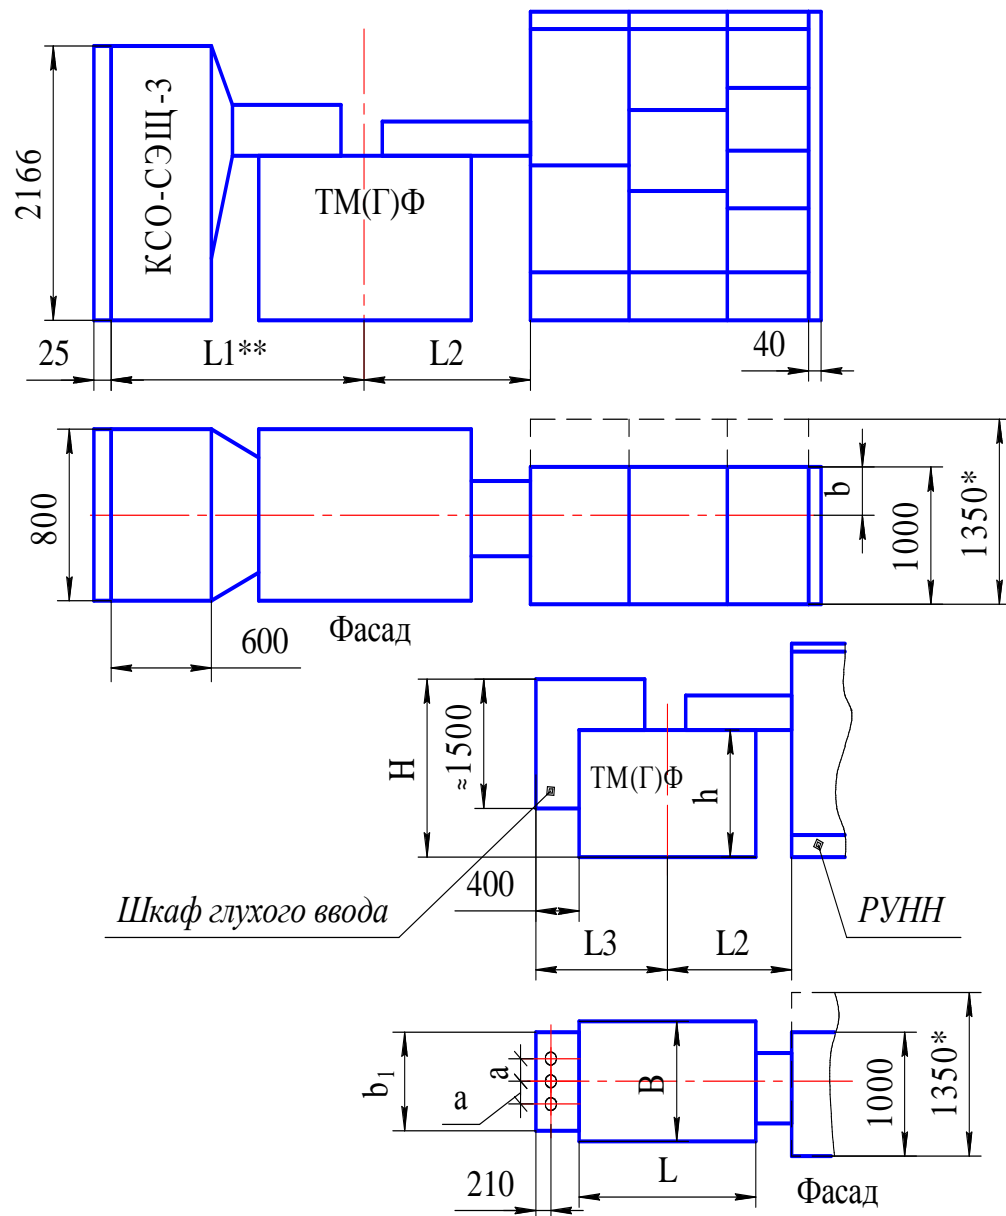 2166
КСО-СЭЩ-3
ТМ(Г)Ф
25
L1**
L2
40
800
b
1000
1350*
Фасад
600
H
≈1500
ТМ(Г)Ф
h
400
Шкаф глухого ввода
РУНН
L3
L2
b1
a
a
B
1000
1350*
210
L
Фасад